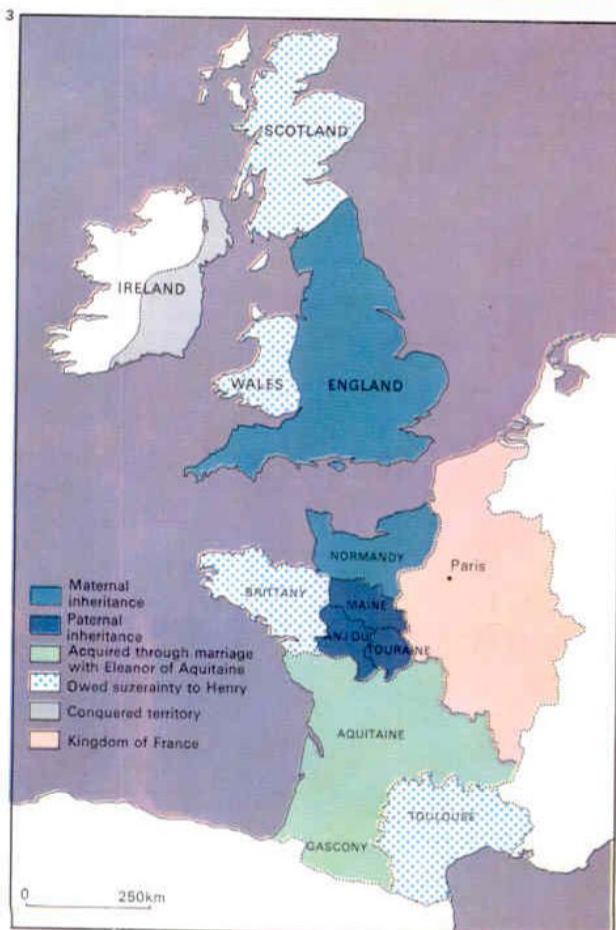 3
SCOTLAND
IRELAND
WALES
ENGLAND
NORMANDY
Paris
BRITTANY
MAINE
ANJOU
TOURAINE
Maternal
inheritance
Paternal
inheritance
Acquired through marriage
with Eleanor of Aquitaine
Owed suzerainty to Henry
Conquered territory
Kingdom of France
AQUITAINE
TOULOUSE
GASCONY
0 250km